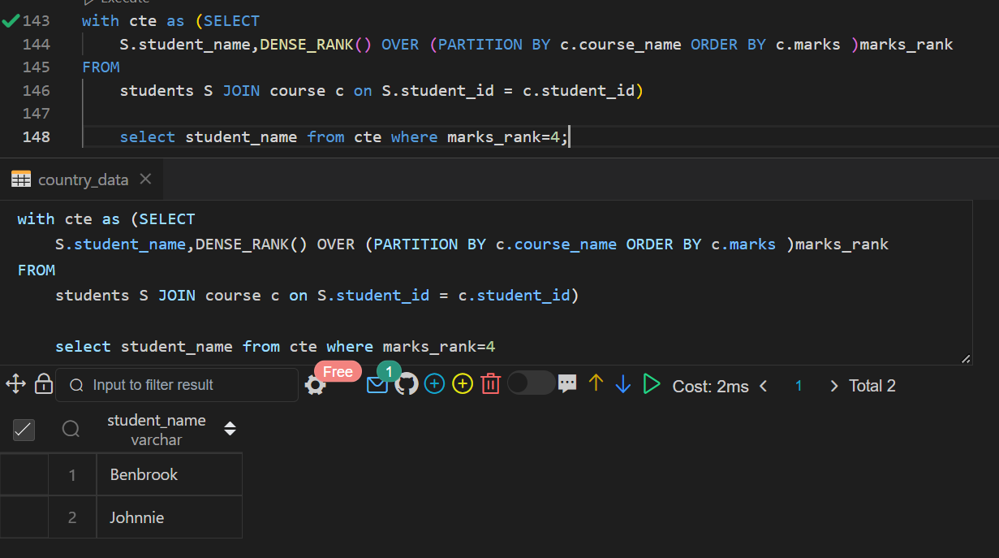 Execute
143 with cte as (SELECT
144 S.student_name,DENSE_RANK() OVER (PARTITION BY c.course_name ORDER BY c.marks )marks_rank
145 FROM
146 students S JOIN course c on S.student_id = c.student_id)
147
148 select student_name from cte where marks_rank=4;
country_data
with cte as (SELECT
S.student_name,DENSE_RANK() OVER (PARTITION BY c.course_name ORDER BY c.marks )marks_rank
FROM
students S JOIN course c on S.student_id = c.student_id)
select student_name from cte where marks_rank=4
Input to filter result Free 1 Cost: 2ms 1 Total 2
student_name
varchar
1 Benbrook
2 Johnnie